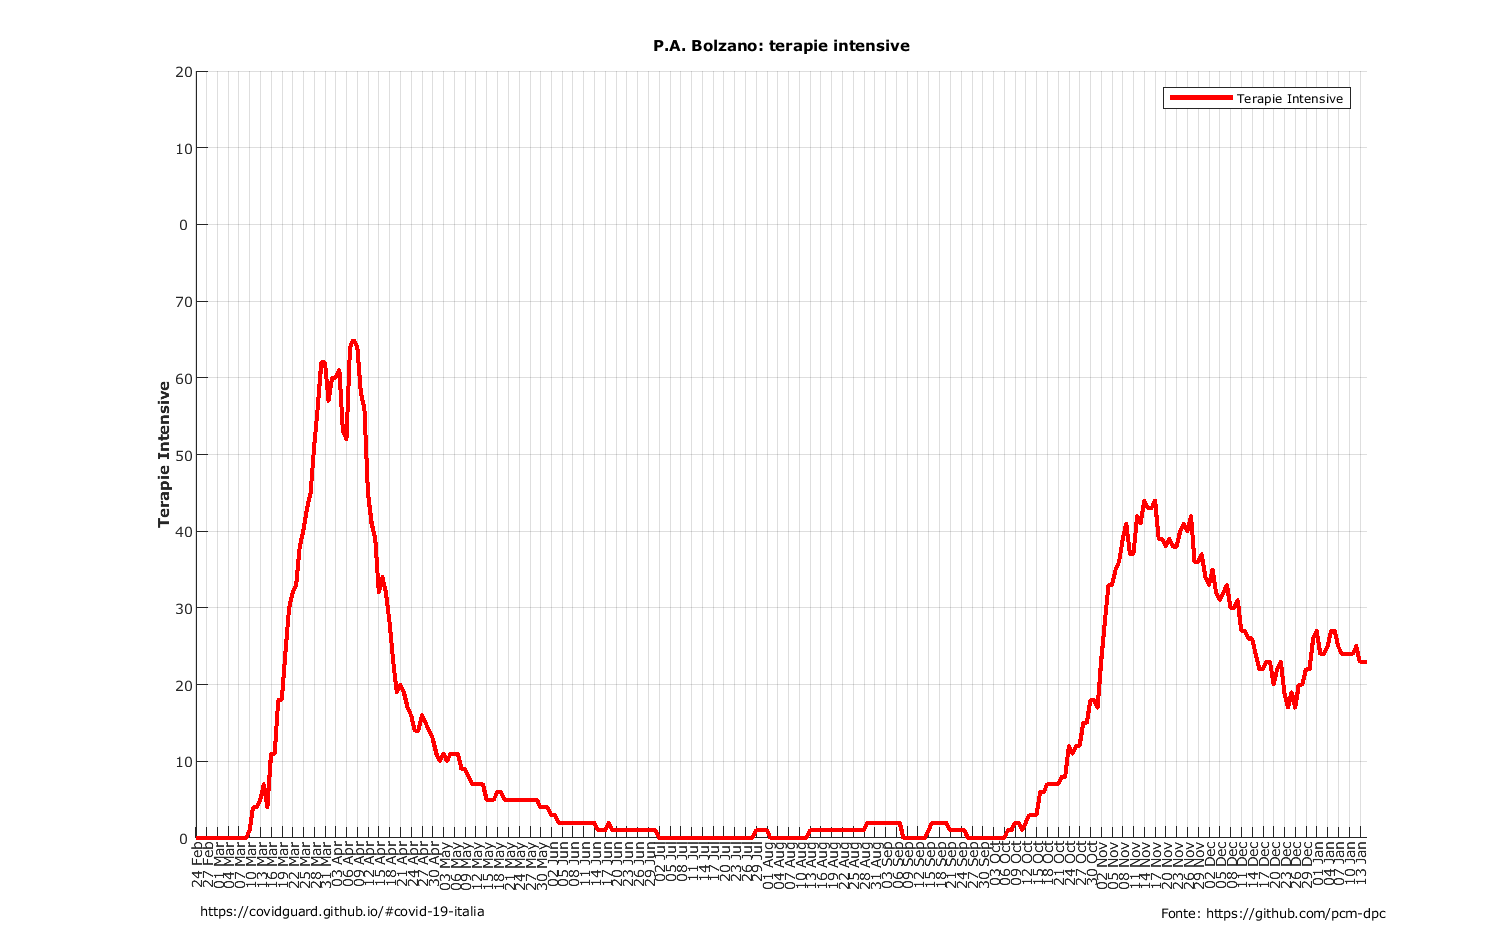 P.A. Bolzano: terapie intensive
Terapie Intensive
20
10
0
70
60
50
40
30
20
10
0
Terapie Intensive
24 Feb
27 Feb
01 Mar
04 Mar
07 Mar
10 Mar
13 Mar
16 Mar
19 Mar
22 Mar
25 Mar
28 Mar
31 Mar
03 Apr
06 Apr
09 Apr
12 Apr
15 Apr
18 Apr
21 Apr
24 Apr
27 Apr
30 Apr
03 May
06 May
09 May
12 May
15 May
18 May
21 May
24 May
27 May
30 May
02 Jun
05 Jun
08 Jun
11 Jun
14 Jun
17 Jun
20 Jun
23 Jun
26 Jun
29 Jun
02 Jul
05 Jul
08 Jul
11 Jul
14 Jul
17 Jul
20 Jul
23 Jul
26 Jul
29 Jul
01 Aug
04 Aug
07 Aug
10 Aug
13 Aug
16 Aug
19 Aug
22 Aug
25 Aug
28 Aug
31 Aug
03 Sep
06 Sep
09 Sep
12 Sep
15 Sep
18 Sep
21 Sep
24 Sep
27 Sep
30 Sep
03 Oct
06 Oct
09 Oct
12 Oct
15 Oct
18 Oct
21 Oct
24 Oct
27 Oct
30 Oct
02 Nov
05 Nov
08 Nov
11 Nov
14 Nov
17 Nov
20 Nov
23 Nov
26 Nov
29 Nov
02 Dec
05 Dec
08 Dec
11 Dec
14 Dec
17 Dec
20 Dec
23 Dec
26 Dec
29 Dec
01 Jan
04 Jan
07 Jan
10 Jan
13 Jan
https://covidguard.github.io/#covid-19-italia
Fonte: https://github.com/pcm-dpc